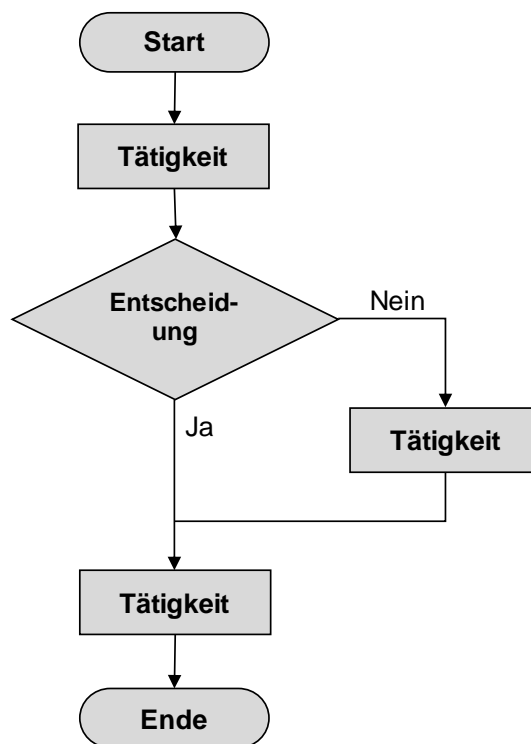 Start
Tätigkeit
Entscheid-
ung
Nein
Ja
Tätigkeit
Tätigkeit
Ende